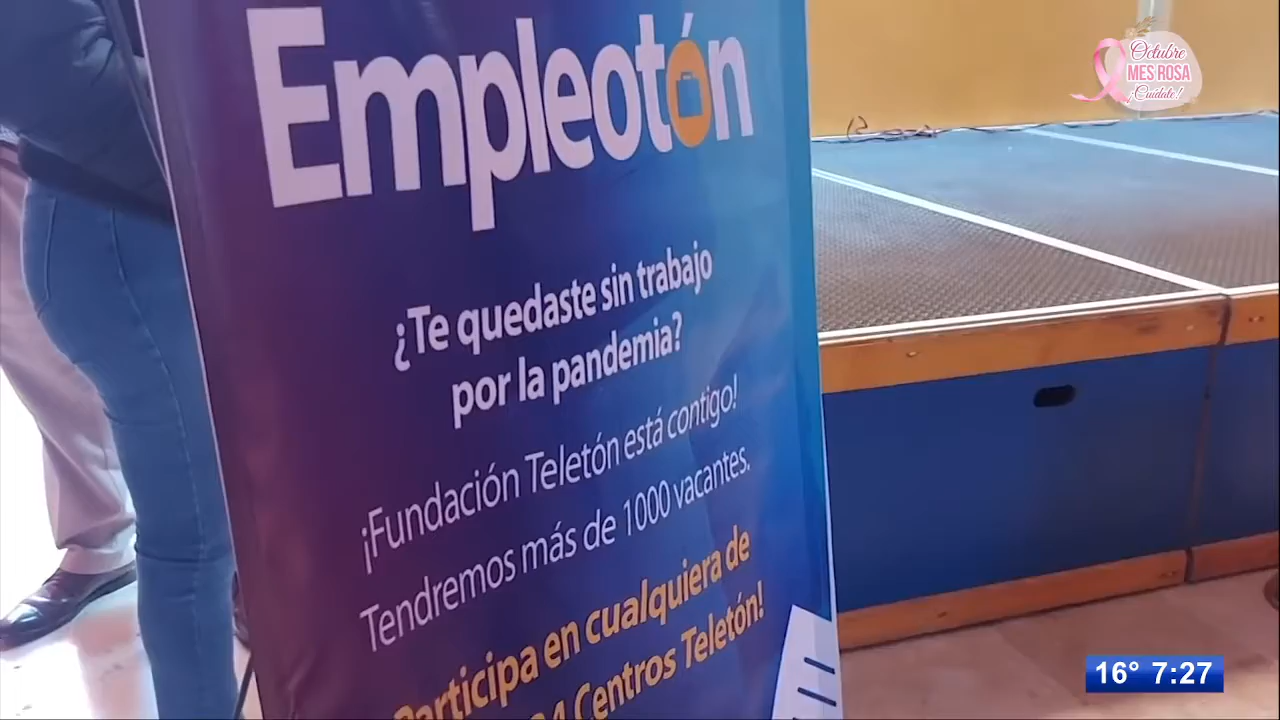 Empleotón
¿Te quedaste sin trabajo
por la pandemia?
¡Fundación Teletón está contigo!
Tendremos más de 1000 vacantes.
Participa en cualquiera de
24 Centros Teletón!
Octubre
MES ROSA
¡Cuídate!
16° 7:27